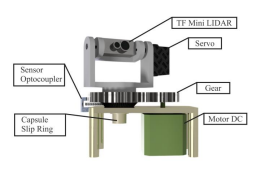 TF Mini LIDAR
Servo
Sensor
Optocoupler
Gear
Capsule
Slip Ring
Motor DC